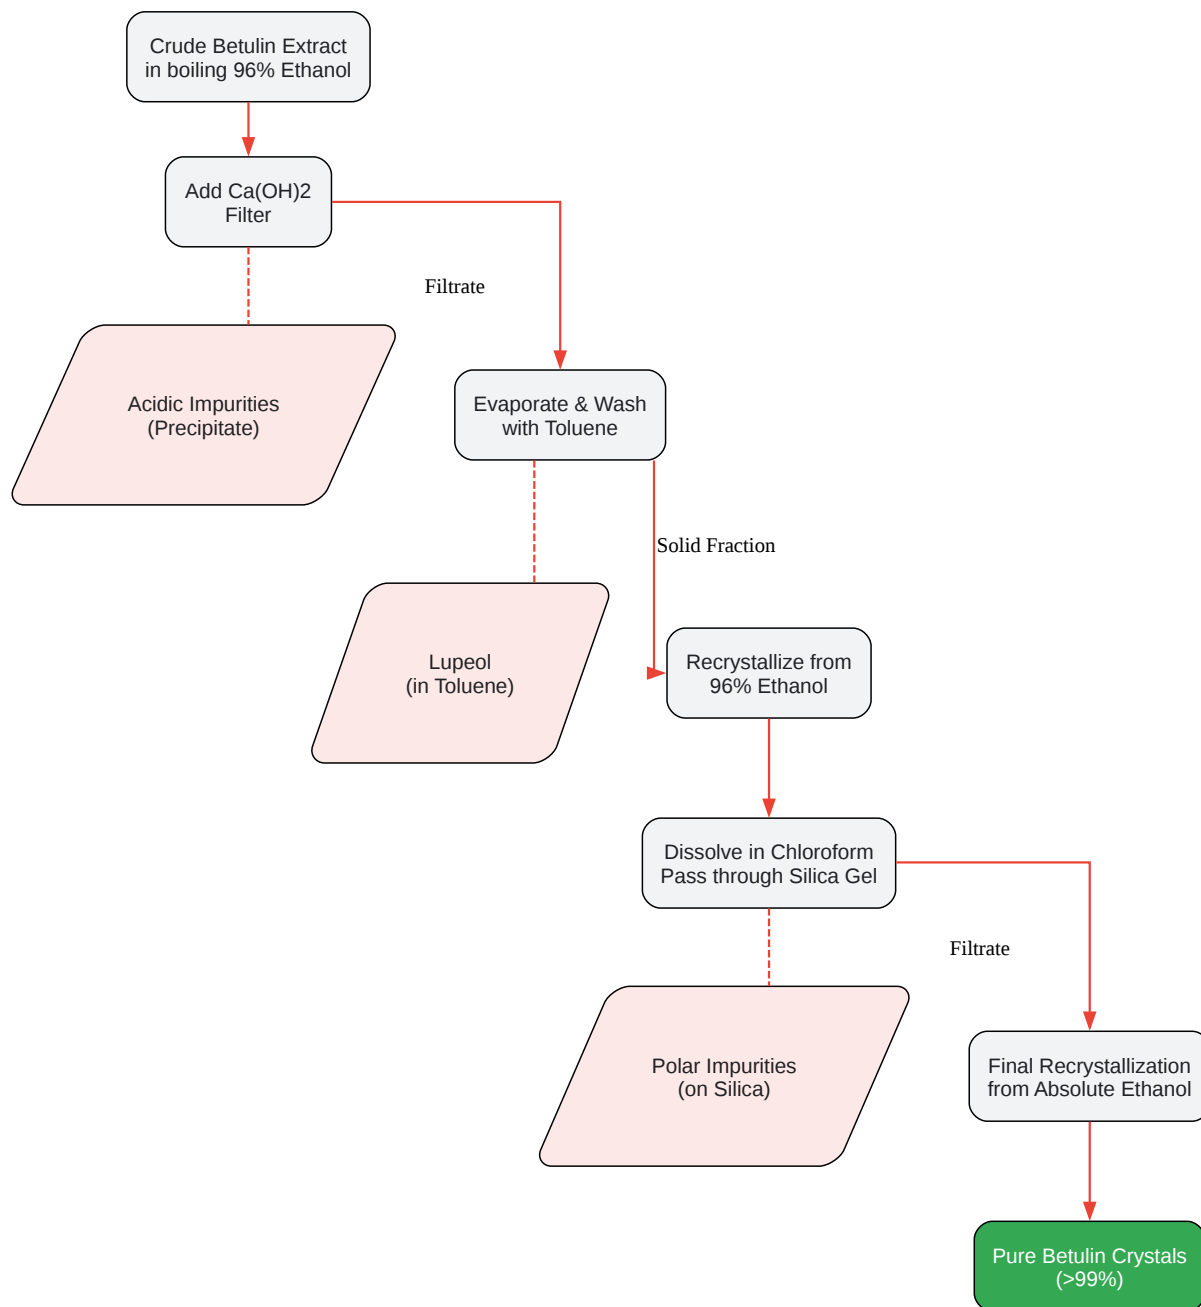 Crude Betulin Extract
in boiling 96% Ethanol
Add Ca(OH)2
Filter
Filtrate
Acidic Impurities
(Precipitate)
Evaporate & Wash
with Toluene
Solid Fraction
Lupeol
(in Toluene)
Recrystallize from
96% Ethanol
Dissolve in Chloroform
Pass through Silica Gel
Filtrate
Polar Impurities
(on Silica)
Final Recrystallization
from Absolute Ethanol
Pure Betulin Crystals
(>99%)